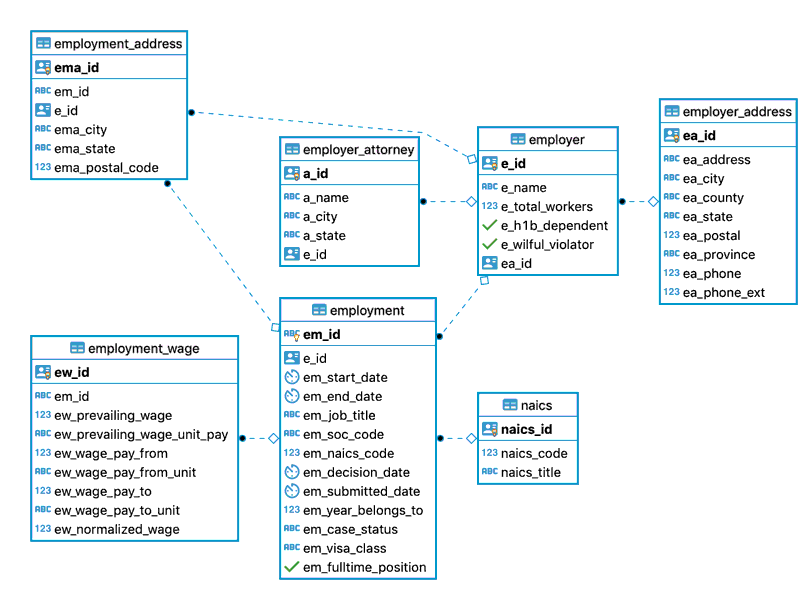 employment_address
ema_id
ABC em_id
e_id
ABC ema_city
ABC ema_state
123 ema_postal_code
employer_attorney
a_id
ABC a_name
ABC a_city
ABC a_state
e_id
employer
e_id
ABC e_name
123 e_total_workers
e_h1b_dependent
e_wilful_violator
ea_id
employer_address
ea_id
ABC ea_address
ABC ea_city
ABC ea_county
ABC ea_state
123 ea_postal
ABC ea_province
123 ea_phone
123 ea_phone_ext
employment_wage
ew_id
ABC em_id
123 ew_prevailing_wage
ABC ew_prevailing_wage_unit_pay
123 ew_wage_pay_from
ABC ew_wage_pay_from_unit
123 ew_wage_pay_to
ABC ew_wage_pay_to_unit
123 ew_normalized_wage
employment
ABC em_id
e_id
em_start_date
em_end_date
ABC em_job_title
ABC em_soc_code
123 em_naics_code
em_decision_date
em_submitted_date
123 em_year_belongs_to
ABC em_case_status
ABC em_visa_class
em_fulltime_position
naics
naics_id
123 naics_code
ABC naics_title